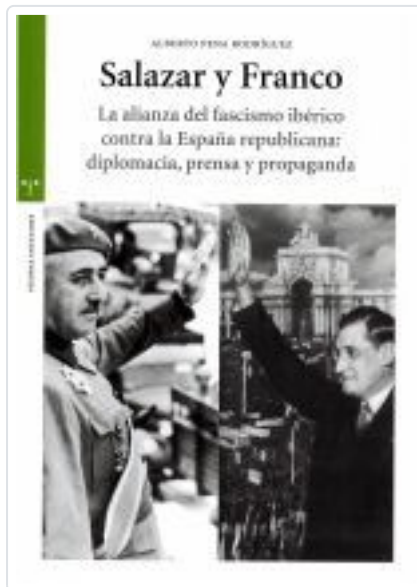 ALBERTO PENA RODRÍGUEZ
Salazar y Franco
La alianza del fascismo ibérico
contra la España republicana:
diplomacia, prensa y propaganda